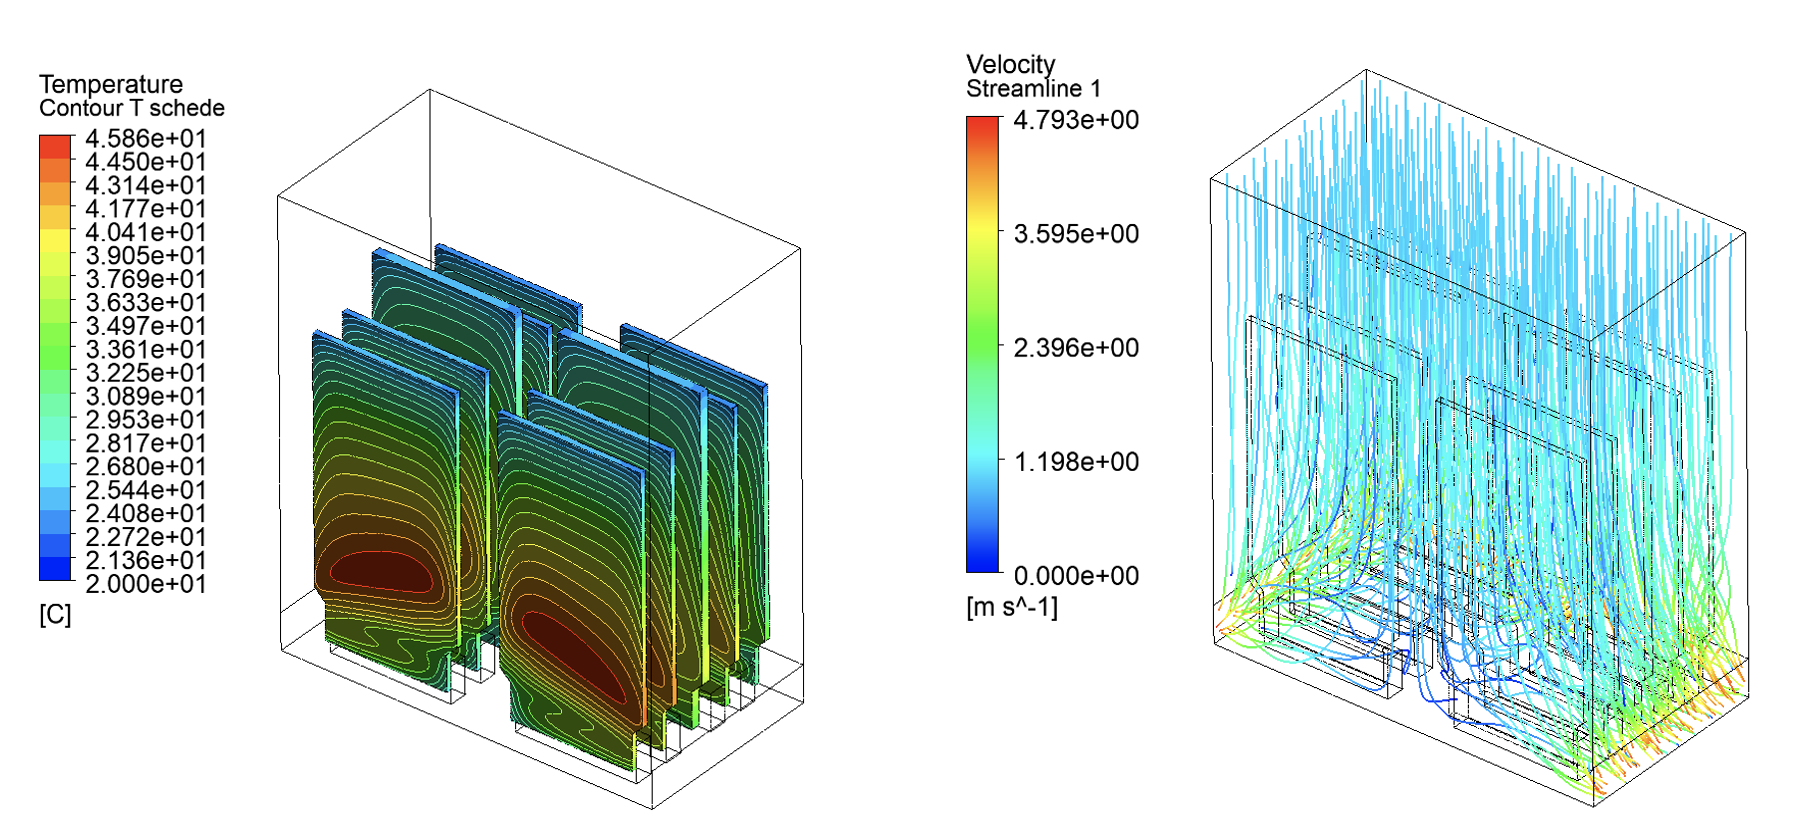 Temperature
Contour T schede
4.586e+01
4.450e+01
4.314e+01
4.177e+01
4.041e+01
3.905e+01
3.769e+01
3.633e+01
3.497e+01
3.361e+01
3.225e+01
3.089e+01
2.953e+01
2.817e+01
2.680e+01
2.544e+01
2.408e+01
2.272e+01
2.136e+01
2.000e+01
[C]
Velocity
Streamline 1
4.793e+00
3.595e+00
2.396e+00
1.198e+00
0.000e+00
[m s^-1]